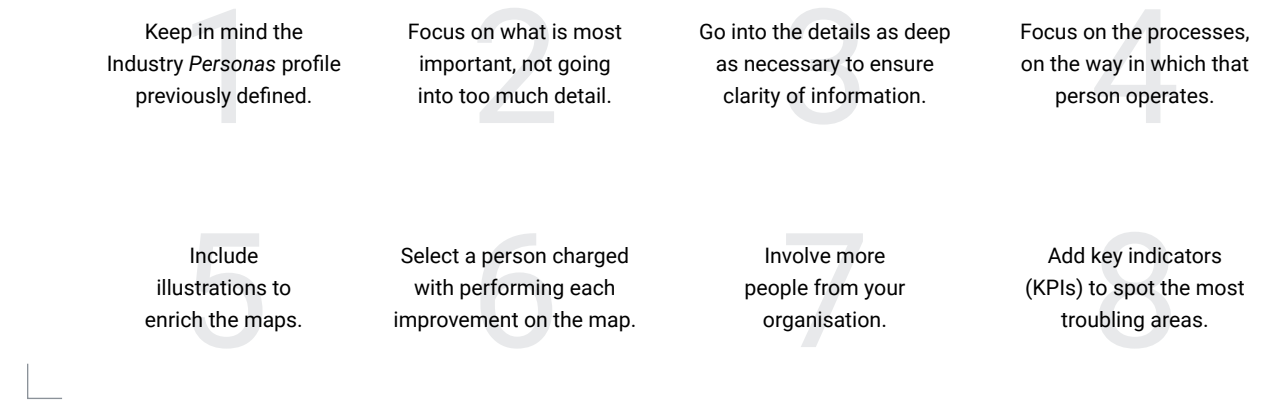 1
Keep in mind the
Industry Personas profile
previously defined.
2
Focus on what is most
important, not going
into too much detail.
3
Go into the details as deep
as necessary to ensure
clarity of information.
4
Focus on the processes,
on the way in which that
person operates.
5
Include
illustrations to
enrich the maps.
6
Select a person charged
with performing each
improvement on the map.
7
Involve more
people from your
organisation.
8
Add key indicators
(KPIs) to spot the most
troubling areas.